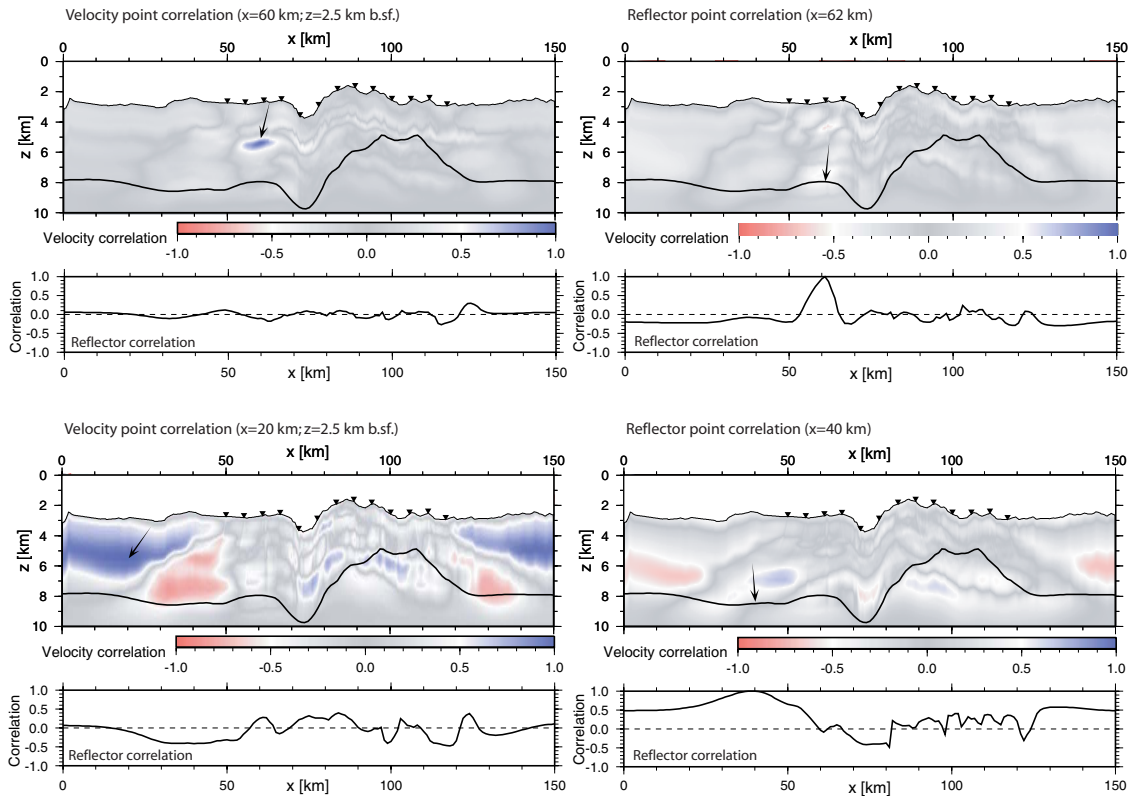 Velocity point correlation (x=60 km; z=2.5 km b.sf.)
x [km]
0 50 100 150
z [km]
0
2
4
6
8
10
Velocity correlation
-1.0 -0.5 0.0 0.5 1.0
Correlation
1.0
0.5
0.0
-0.5
-1.0
Reflector correlation
0 50 100 150
x [km]
Reflector point correlation (x=62 km)
x [km]
0 50 100 150
z [km]
0
2
4
6
8
10
Velocity correlation
-1.0 -0.5 0.0 0.5 1.0
Correlation
1.0
0.5
0.0
-0.5
-1.0
Reflector correlation
0 50 100 150
x [km]
Velocity point correlation (x=20 km; z=2.5 km b.sf.)
x [km]
0 50 100 150
z [km]
0
2
4
6
8
10
Velocity correlation
-1.0 -0.5 0.0 0.5 1.0
Correlation
1.0
0.5
0.0
-0.5
-1.0
Reflector correlation
0 50 100 150
x [km]
Reflector point correlation (x=40 km)
x [km]
0 50 100 150
z [km]
0
2
4
6
8
10
Velocity correlation
-1.0 -0.5 0.0 0.5 1.0
Correlation
1.0
0.5
0.0
-0.5
-1.0
Reflector correlation
0 50 100 150
x [km]